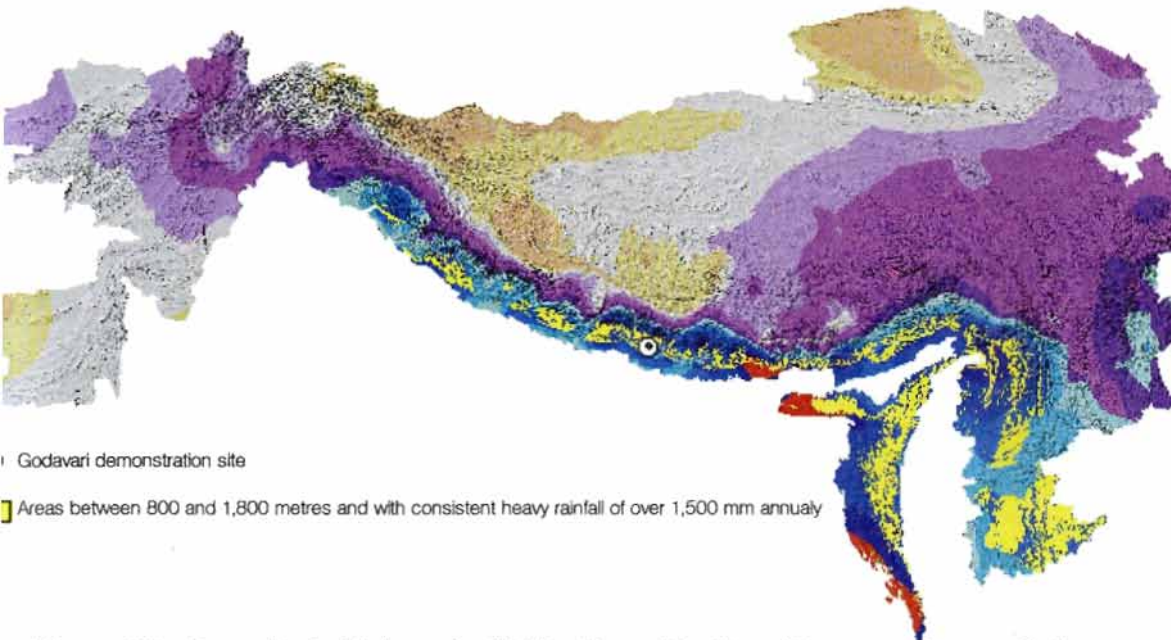 Godavari demonstration site
Areas between 800 and 1,800 metres and with consistent heavy rainfall of over 1,500 mm annualy